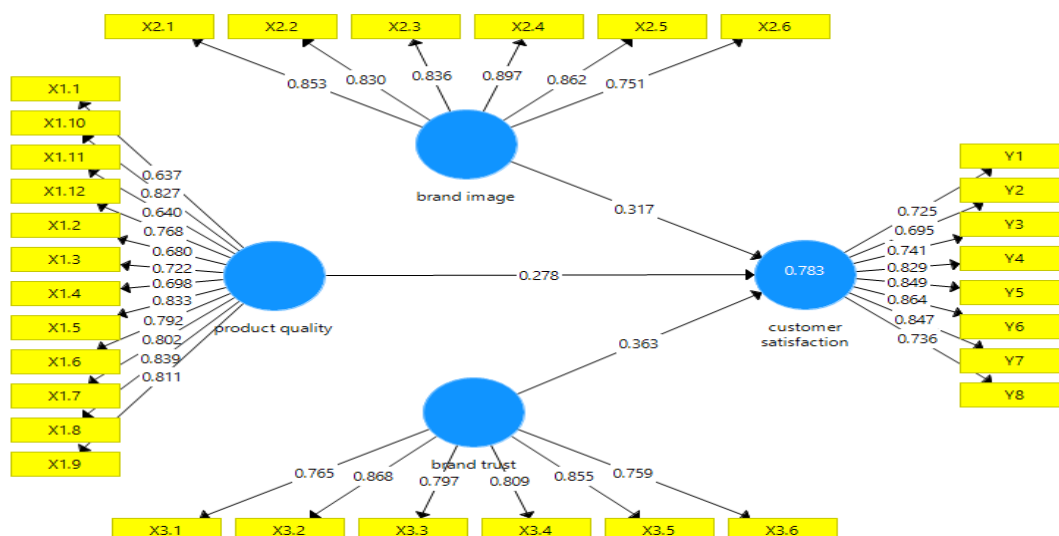 X2.1
X2.2
X2.3
X2.4
X2.5
X2.6
0.853
0.830
0.836
0.897
0.862
0.751
brand image
X1.1
X1.10
X1.11
X1.12
X1.2
X1.3
X1.4
X1.5
X1.6
X1.7
X1.8
X1.9
0.637
0.827
0.640
0.768
0.680
0.722
0.698
0.833
0.792
0.802
0.839
0.811
product quality
0.317
0.278
0.363
0.783
customer
satisfaction
0.725
0.695
0.741
0.829
0.849
0.864
0.847
0.736
Y1
Y2
Y3
Y4
Y5
Y6
Y7
Y8
brand trust
0.765
0.868
0.797
0.809
0.855
0.759
X3.1
X3.2
X3.3
X3.4
X3.5
X3.6